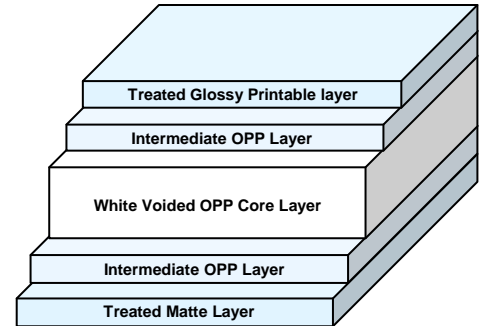 Treated Glossy Printable layer
Intermediate OPP Layer
White Voided OPP Core Layer
Intermediate OPP Layer
Treated Matte Layer